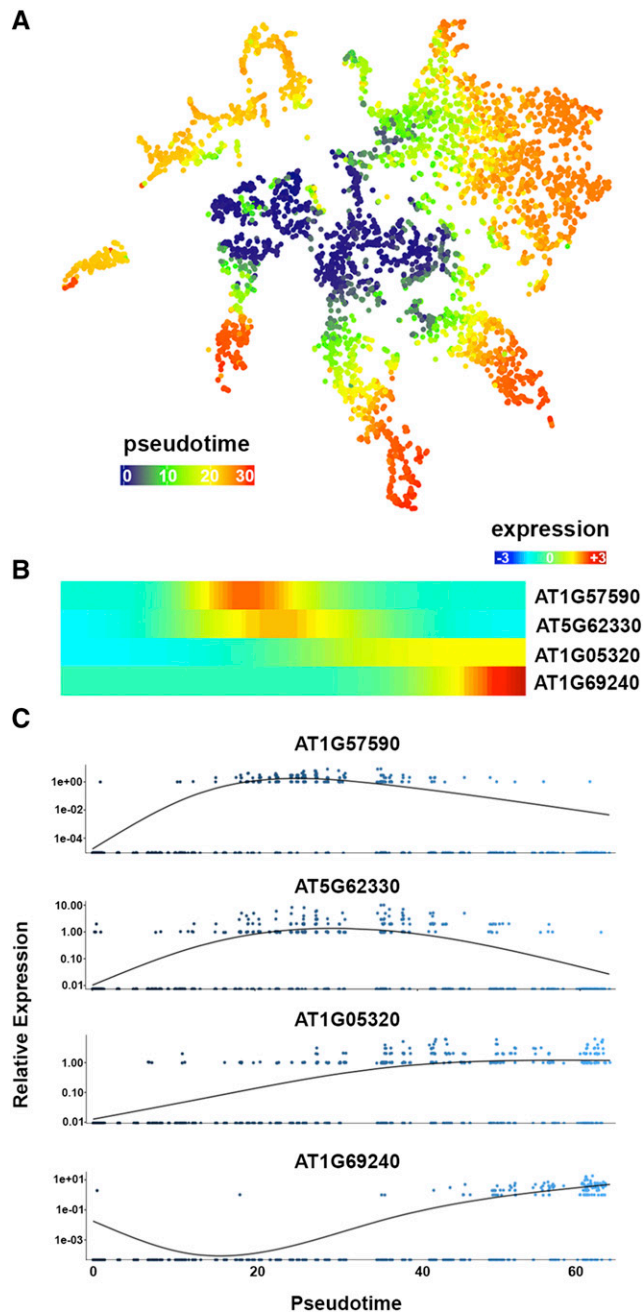 A
pseudotime
0 10 20 30
expression
-3 0 +3
B
AT1G57590
AT5G62330
AT1G05320
AT1G69240
C
AT1G57590
1e+00
1e-02
1e-04
AT5G62330
10.00
1.00
0.10
0.01
AT1G05320
1.00
0.10
0.01
AT1G69240
1e+01
1e-01
1e-03
0 20 40 60
Relative Expression
Pseudotime